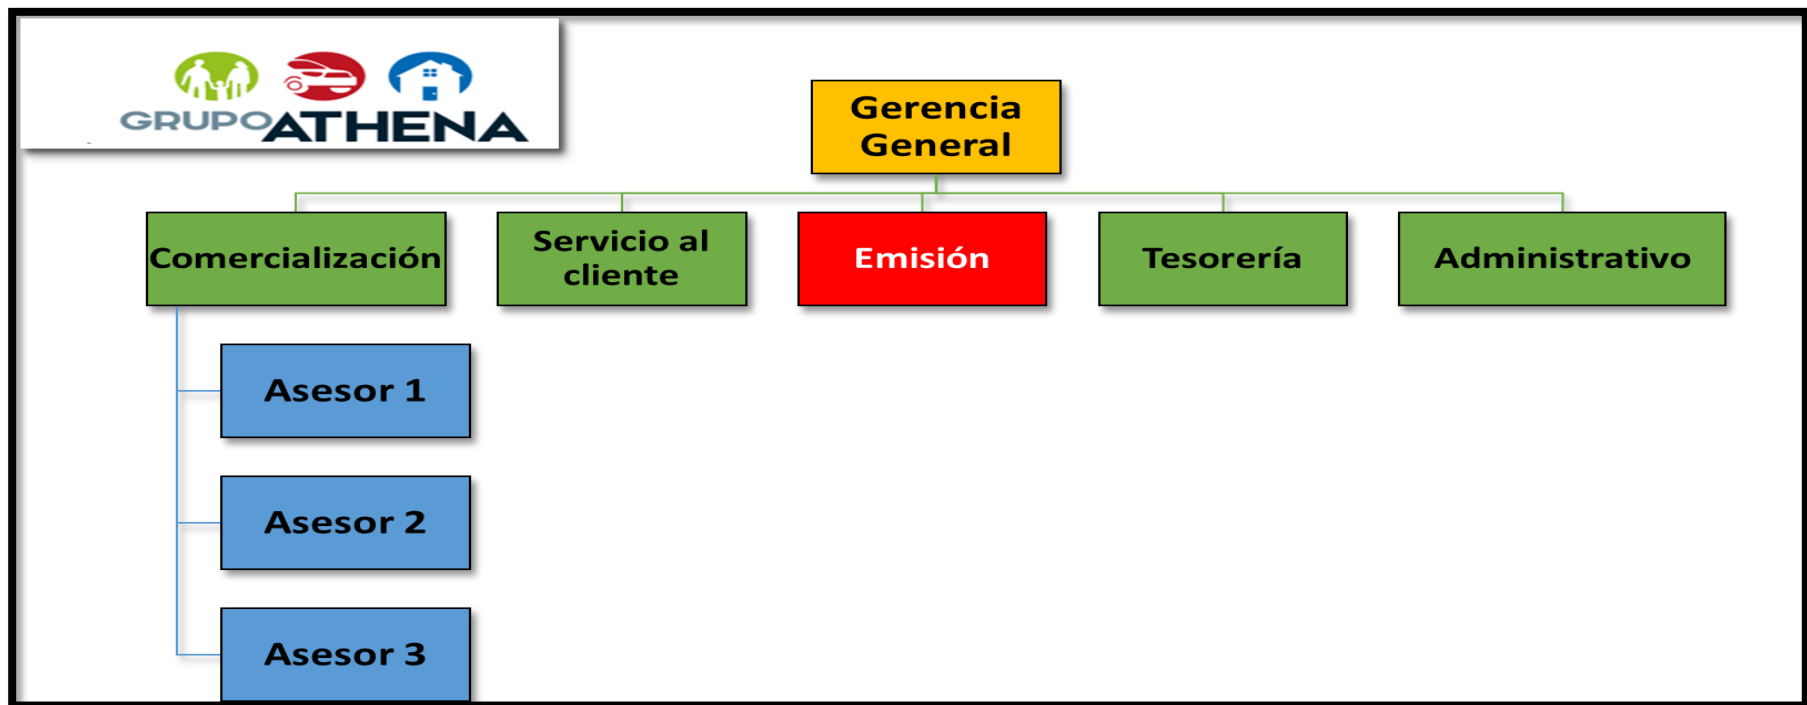 GRUPO ATHENA
Gerencia
General
Comercialización
Servicio al
cliente
Emisión
Tesorería
Administrativo
Asesor 1
Asesor 2
Asesor 3